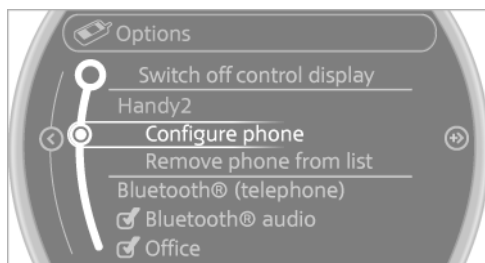 Options
Switch off control display
Handy2
Configure phone
Remove phone from list
Bluetooth® (telephone)
Bluetooth® audio
Office